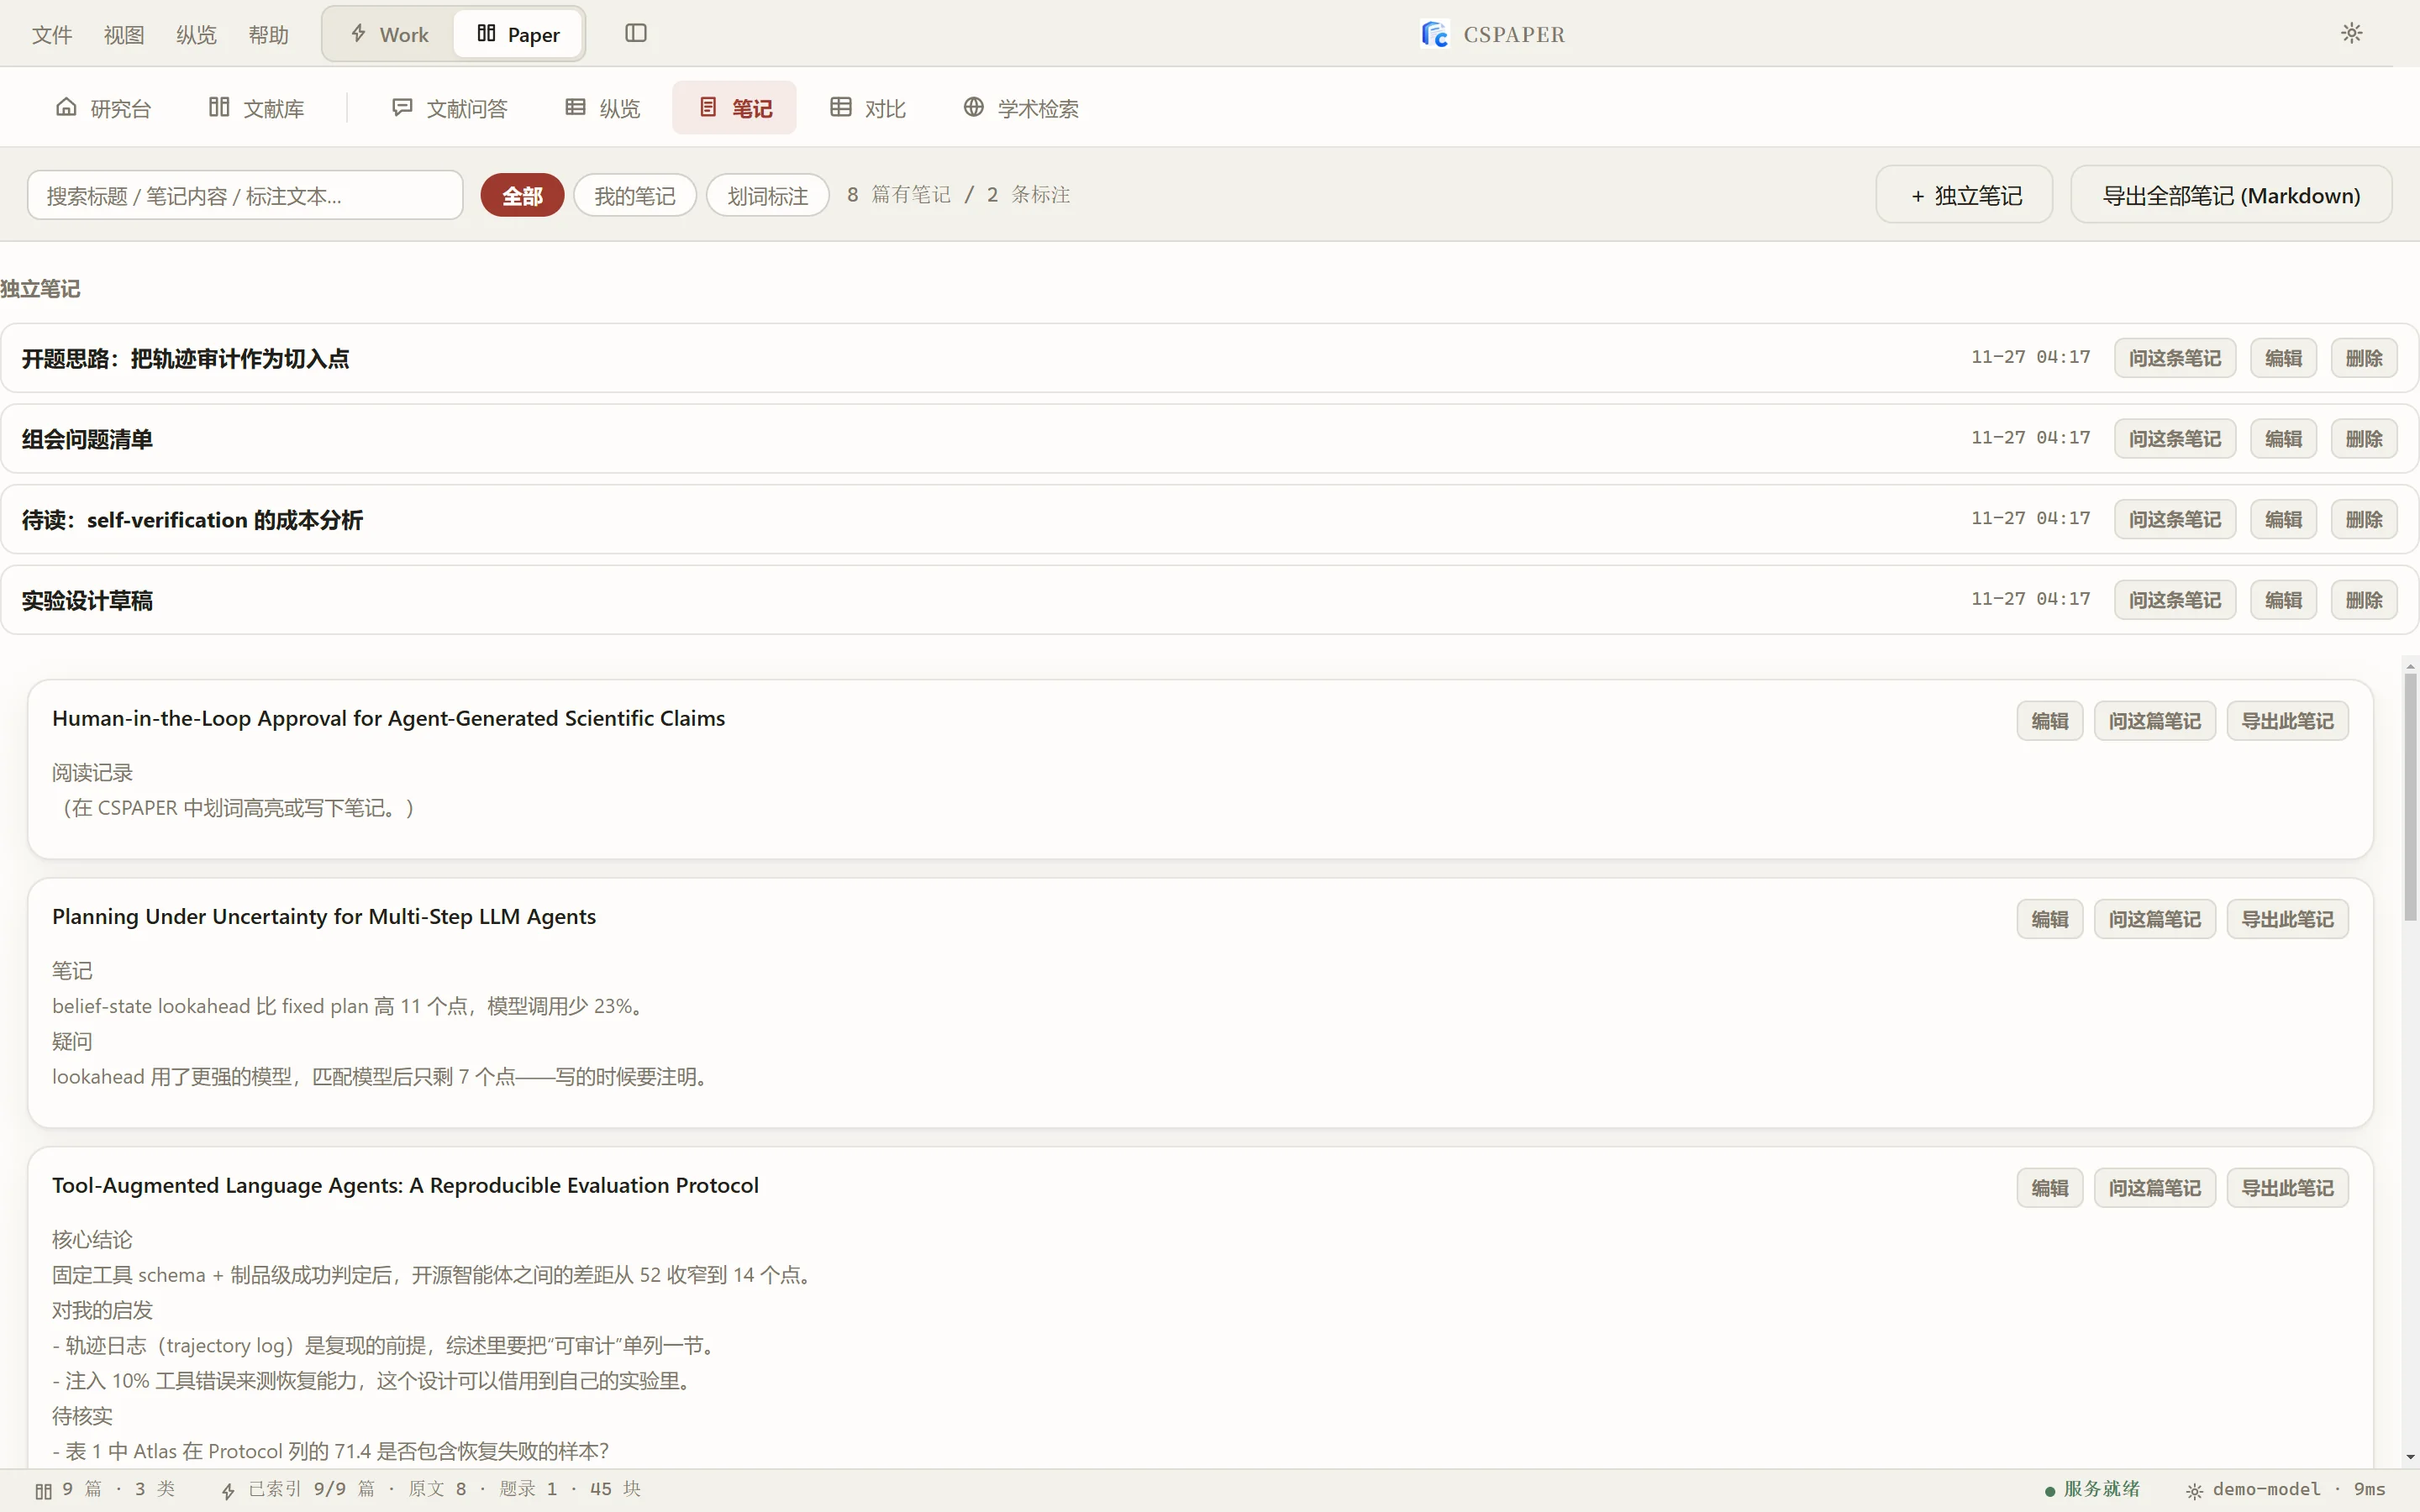 文件 视图 纵览 帮助 Work Paper CSPAPER
研究台 文献库 文献问答 纵览 笔记 对比 学术检索
搜索标题 / 笔记内容 / 标注文本... 全部 我的笔记 划词标注 8 篇有笔记 / 2 条标注 + 独立笔记 导出全部笔记 (Markdown)
独立笔记
开题思路：把轨迹审计作为切入点 11-27 04:17 问这条笔记 编辑 删除
组会问题清单 11-27 04:17 问这条笔记 编辑 删除
待读：self-verification 的成本分析 11-27 04:17 问这条笔记 编辑 删除
实验设计草稿 11-27 04:17 问这条笔记 编辑 删除
Human-in-the-Loop Approval for Agent-Generated Scientific Claims 编辑 问这篇笔记 导出此笔记
阅读记录
（在 CSPAPER 中划词高亮或写下笔记。）
Planning Under Uncertainty for Multi-Step LLM Agents 编辑 问这篇笔记 导出此笔记
笔记
belief-state lookahead 比 fixed plan 高 11 个点，模型调用少 23%。
疑问
lookahead 用了更强的模型，匹配模型后只剩 7 个点——写的时候要注明。
Tool-Augmented Language Agents: A Reproducible Evaluation Protocol 编辑 问这篇笔记 导出此笔记
核心结论
固定工具 schema + 制品级成功判定后，开源智能体之间的差距从 52 收窄到 14 个点。
对我的启发
- 轨迹日志（trajectory log）是复现的前提，综述里要把“可审计”单列一节。
- 注入 10% 工具错误来测恢复能力，这个设计可以借用到自己的实验里。
待核实
- 表 1 中 Atlas 在 Protocol 列的 71.4 是否包含恢复失败的样本？
9 篇 · 3 类 已索引 9/9 篇 · 原文 8 · 题录 1 · 45 块 服务就绪 demo-model · 9ms